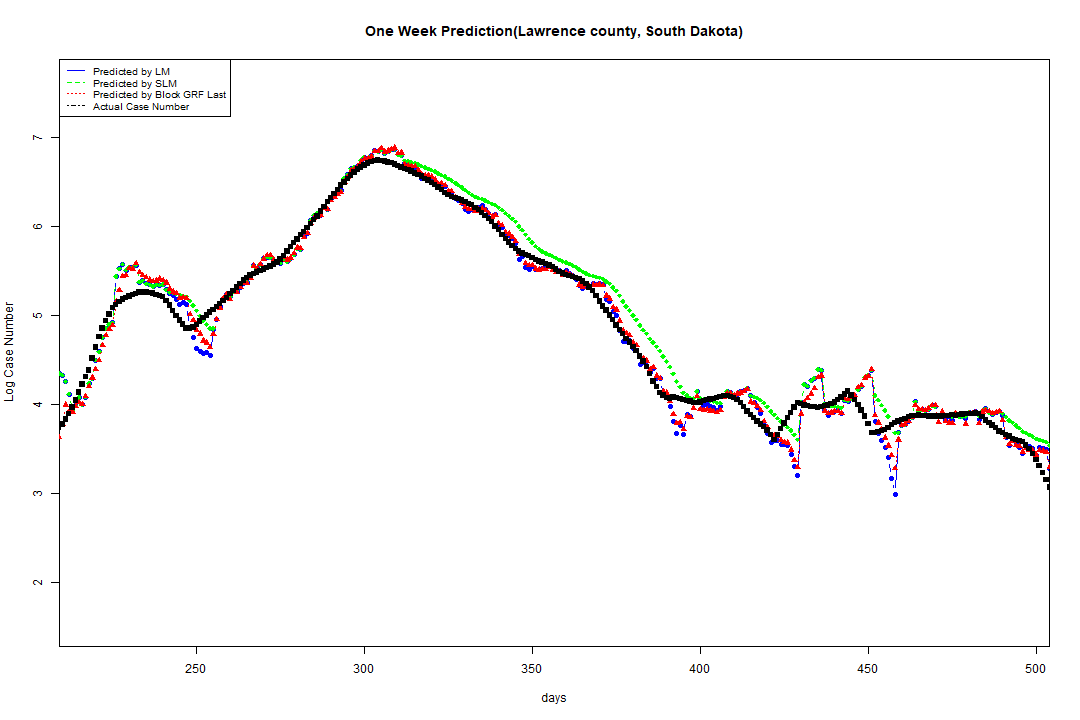 One Week Prediction(Lawrence county, South Dakota)
Predicted by LM
Predicted by SLM
Predicted by Block GRF Last
Actual Case Number
Log Case Number
7
6
5
4
3
2
250 300 350 400 450 500
days